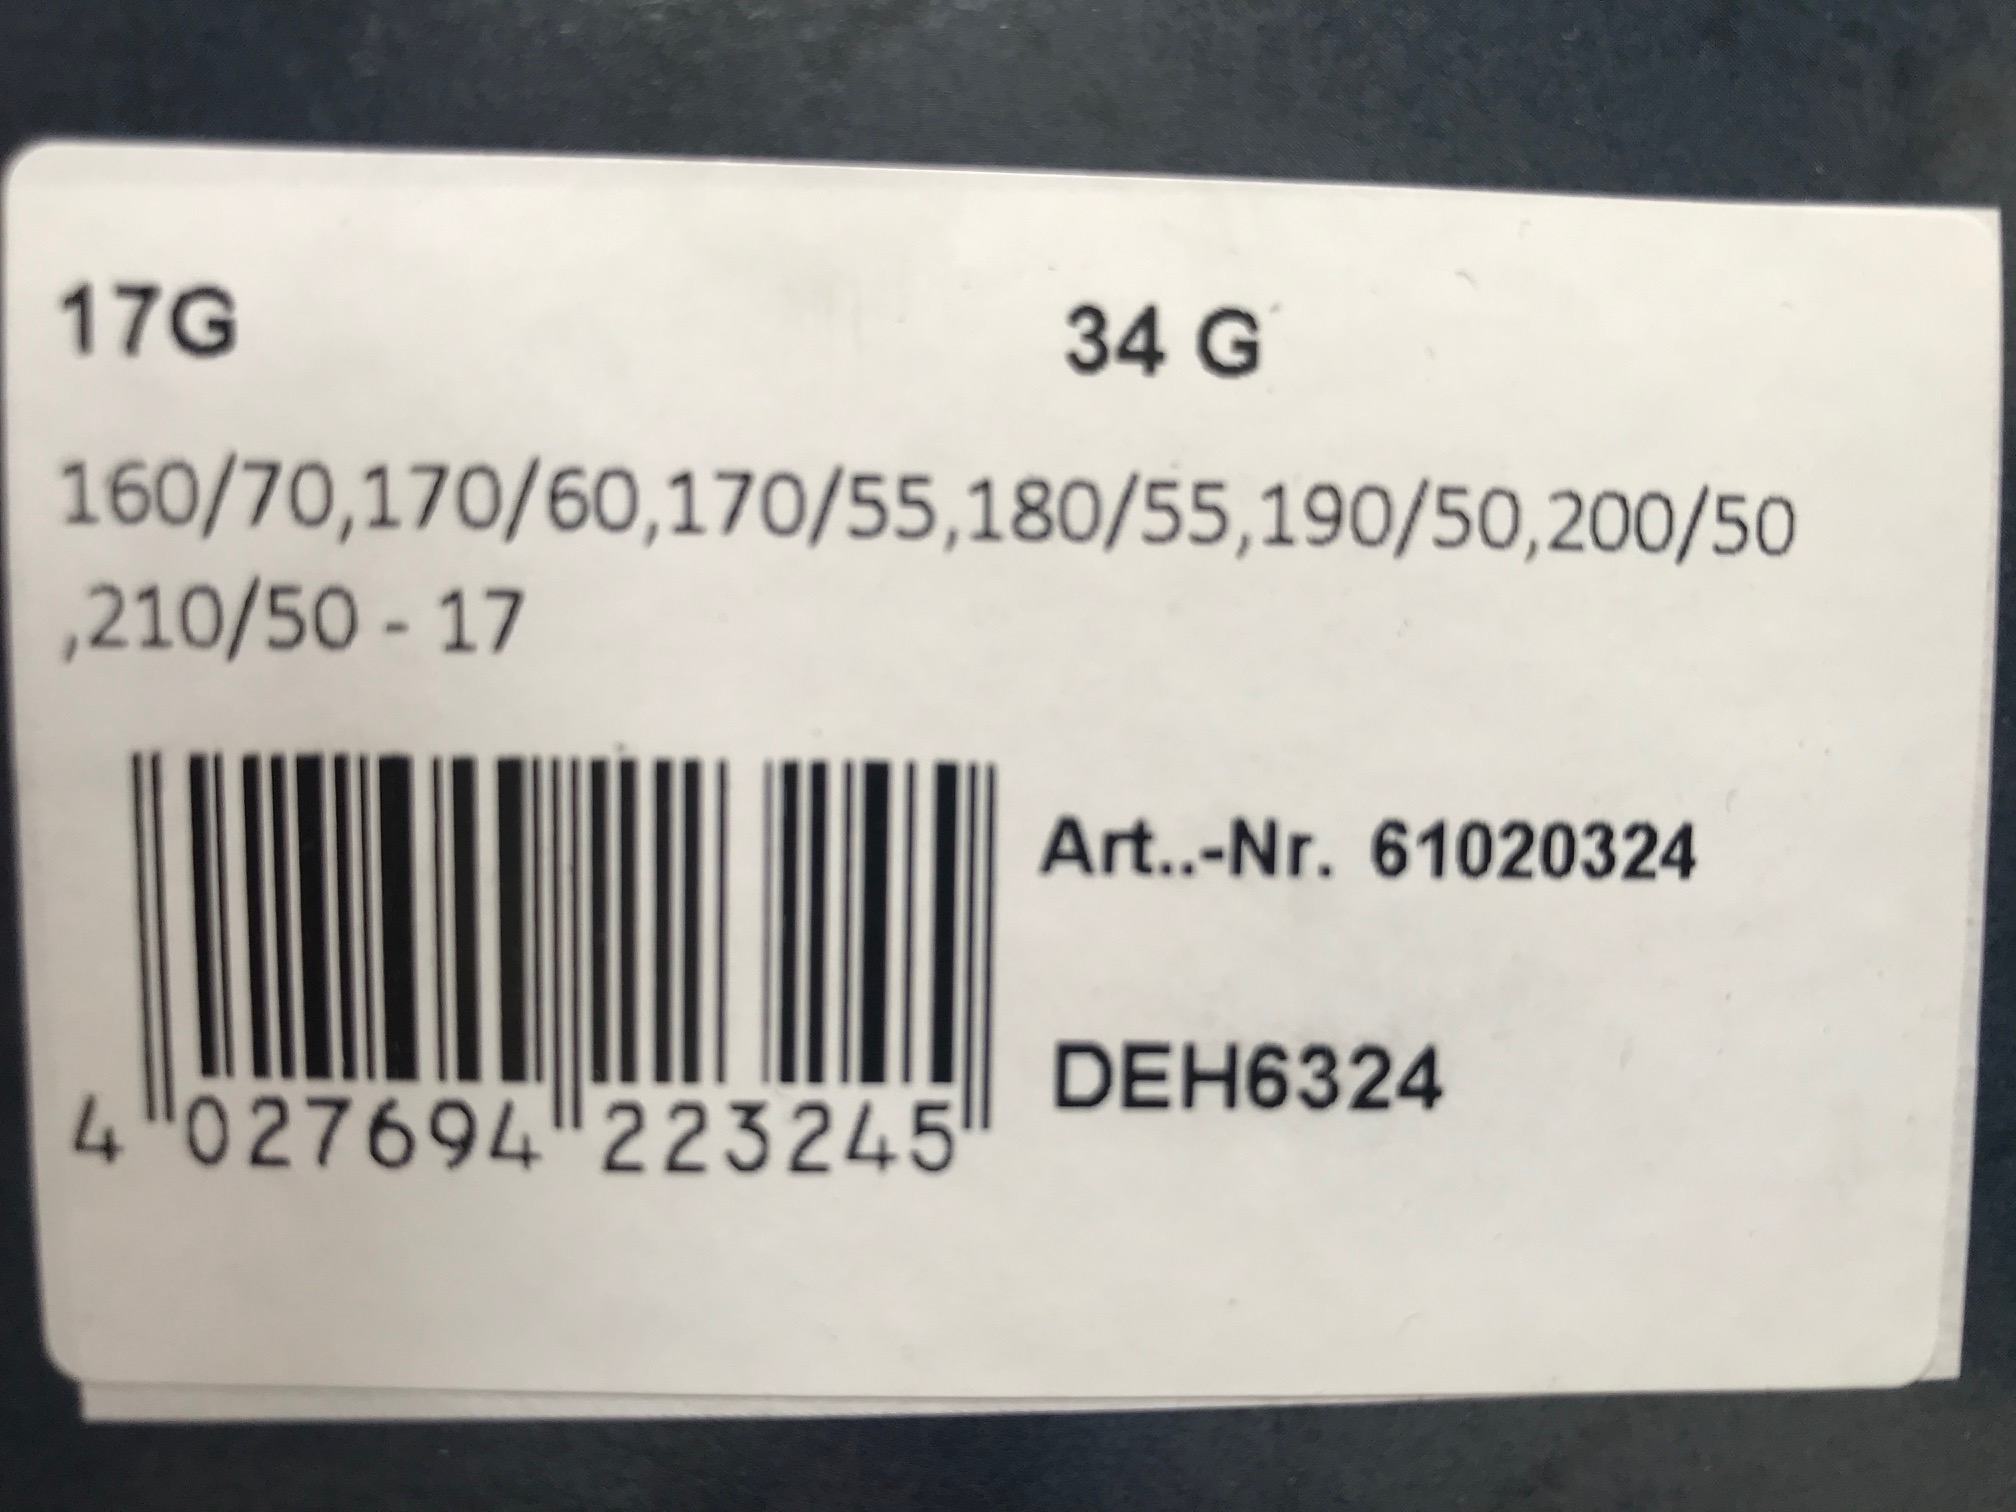 17G 34 G
160/70,170/60,170/55,180/55,190/50,200/50
,210/50 - 17
Art..-Nr. 61020324
DEH6324
4 027694 223245